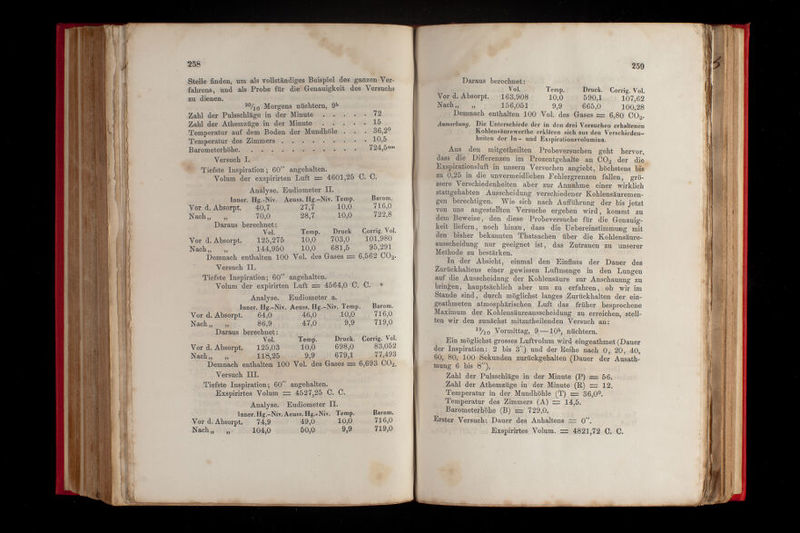 258
Stelle finden, um als vollständiges Beispiel des ganzen Ver-
fahrens, und als Probe für die Genauigkeit des Versuchs
zu dienen.
30/10 Morgens nüchtern, 9h
Zahl der Pulsschläge in der Minute . . . . . . 72
Zahl der Athemzüge in der Minute . . . . . . 15
Temperatur auf dem Boden der Mundhöle . . . . 36,2⁰
Temperatur des Zimmers . . . . . . . . . 10,5
Barometerhöhe. . . . . . . . . . . . 724,5mm
Versuch I.
Tiefste Inspiration; 60″ angehalten.
Volum der exspirirten Luft = 4601,25 C. C.
Analyse. Eudiometer II.
Inner. Hg.-Niv. Aeuss. Hg.-Niv. Temp. Barom.
Vor d. Absorpt. 40,7 27,7 10,0 716,0
Nach „ „ 70,0 28,7 10,0 722,8
Daraus berechnet:
Vol. Temp. Druck Corrig. Vol.
Vor d. Absorpt. 125,275 10,0 703,0 101,980
Nach „ „ 144,950 10,0 681,5 95,291
Demnach enthalten 100 Vol. des Gases = 6,562 CO2.
Versuch II.
Tiefste Inspiration; 60″ angehalten.
Volum der expirirten Luft = 4564,0 C. C.
Analyse. Eudiometer a.
Inner. Hg.-Niv. Aeuss. Hg.-Niv. Temp. Barom.
Vor d. Absorpt. 64,0 46,0 10,0 716,0
Nach „ „ 86,9 47,0 9,9 719,0
Daraus berechnet:
Vol. Temp. Druck. Corrig. Vol.
Vor d. Absorpt. 125,03 10,0 698,0 83,052
Nach „ „ 118,25 9,9 679,1 77,493
Demnach enthalten 100 Vol. des Gases = 6,693 CO2.
Versuch III.
Tiefste Inspiration; 60″ angehalten.
Exspirirtes Volum = 4527,25 C. C.
Analyse. Eudiometer II.
Inner. Hg.-Niv. Aeuss. Hg.-Niv. Temp. Barom.
Vor d. Absorpt. 74,9 49,0 10,0 716,0
Nach „ „ 104,0 50,0 9,9 719,0
259
Daraus berechnet:
Vol. Temp. Druck. Corrig. Vol.
Vor d. Absorpt. 163,908 10,0 590,1 107,62
Nach „ „ 156,051 9,9 665,0 100,28
Demnach enthalten 100 Vol. des Gases = 6,80 CO2.
Anmerkung. Die Unterschiede der in den drei Versuchen erhaltenen
Kohlensäurewerthe erklären sich aus den Verschieden-
heiten der In- und Exspirationsvolumina.
Aus den mitgetheilten Probeversuchen geht hervor,
dass die Differenzen im Prozentgehalte an CO2 der die
Exspirationsluft in unsern Versuchen angiebt, höchstens bis
zu 0,25 in die unvermeidlichen Fehlergrenzen fallen, grö-
ssere Verschiedenheiten aber zur Annahme einer wirklich
stattgehabten Ausscheidung verschiedener Kohlensäuremen-
gen berechtigen. Wie sich nach Aufführung der bis jetzt
von uns angestellten Versuche ergeben wird, kommt zu
dem Beweise, den diese Probeversuche für die Genauig-
keit liefern, noch hinzu, dass die Uebereinstimmung mit
den bisher bekannten Thatsachen über die Kohlensäure-
ausscheidung nur geeignet ist, das Zutrauen zu unserer
Methode zu bestärken.
In der Absicht, einmal den Einfluss der Dauer des
Zurückhaltens einer gewissen Luftmenge in den Lungen
auf die Ausscheidung der Kohlensäure zur Anschauung zu
bringen, hauptsächlich aber um zu erfahren, ob wir im
Stande sind, durch möglichst langes Zurückhalten der ein-
geathmeten atmosphärischen Luft das früher besprochene
Maximum der Kohlensäureausscheidung zu erreichen, stell-
ten wir den zunächst mitzutheilenden Versuch an:
Vormittag, 9 — 10h, nüchtern.
Ein möglichst grosses Luftvolum wird eingeathmet (Dauer
der Inspiration: 2 bis 3″) und der Reihe nach 0, 20, 40,
60, 80, 100 Sekunden zurückgehalten (Dauer der Ausath-
mung 6 bis 8″).
Zahl der Pulsschläge in der Minute (P) = 56.
Zahl der Athemzüge in der Minute (R) = 12.
Temperatur in der Mundhöhle (T) = 36,0⁰.
Temperatur des Zimmers (A) = 14,5.
Barometerhöhe (B) = 729,0.
Erster Versuch: Dauer des Anhaltens = 0″.
Exspirirtes Volum. = 4821,72 C. C.